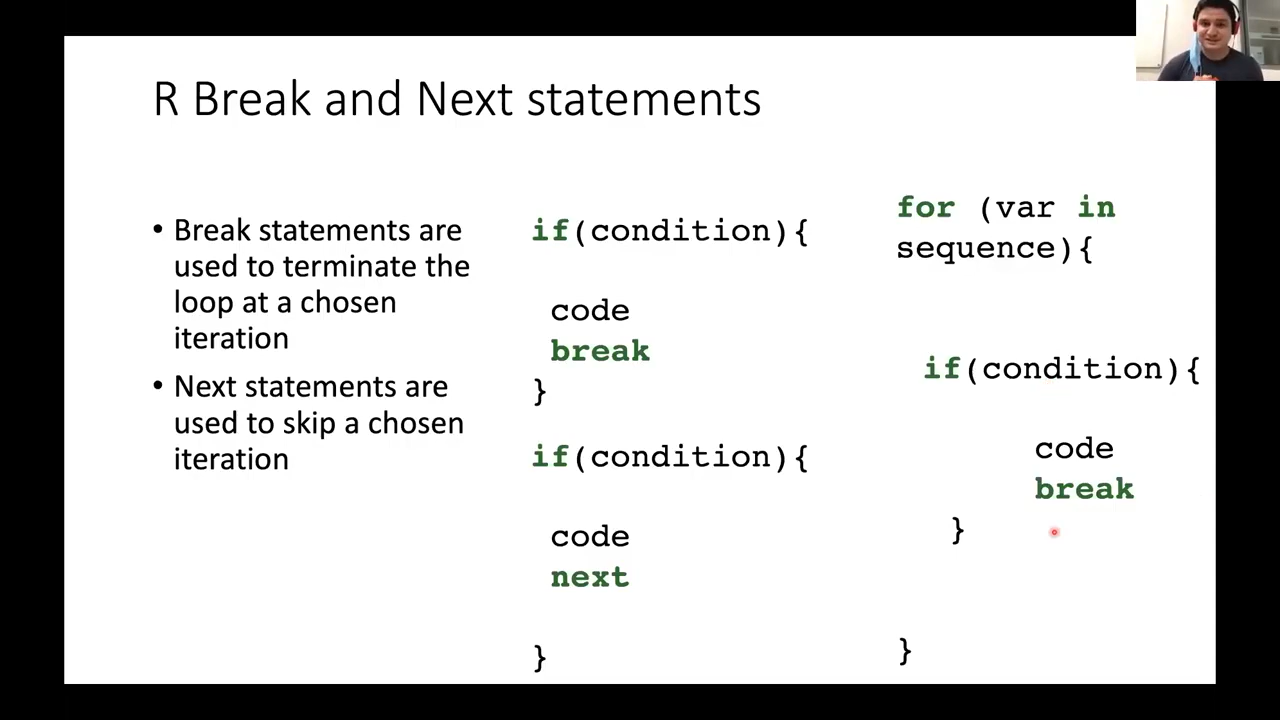 R Break and Next statements
• Break statements are
used to terminate the
loop at a chosen
iteration
• Next statements are
used to skip a chosen
iteration
if(condition){
code
break
}
if(condition){
code
next
}
for (var in
sequence){
if(condition){
code
break
}
}